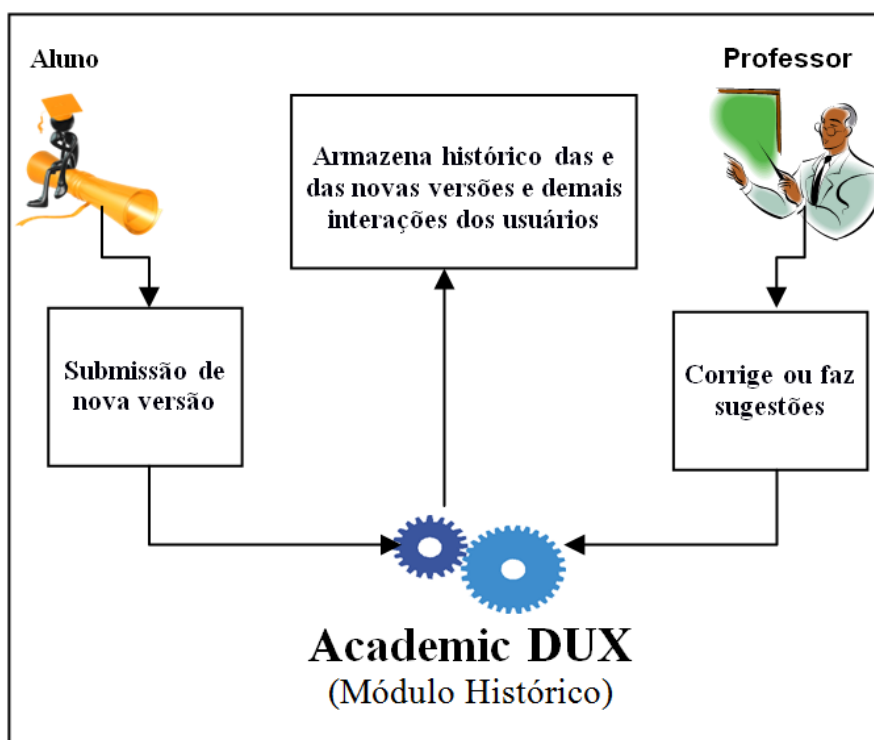 Aluno
Professor
Armazena histórico das e
das novas versões e demais
interações dos usuários
Submissão de
nova versão
Corrige ou faz
sugestões
Academic DUX
(Módulo Histórico)